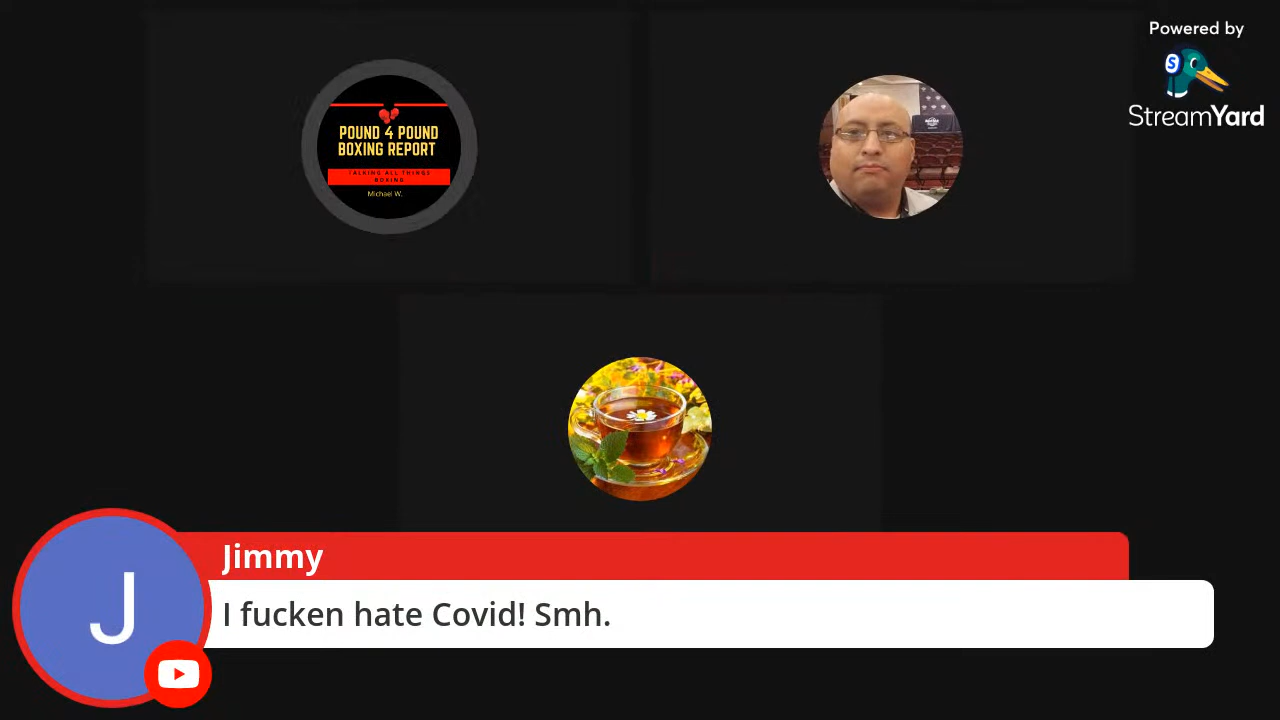 Powered by
StreamYard
POUND 4 POUND
BOXING REPORT
TALKING ALL THINGS
BOXING
Michael W.
Jimmy
I fucken hate Covid! Smh.